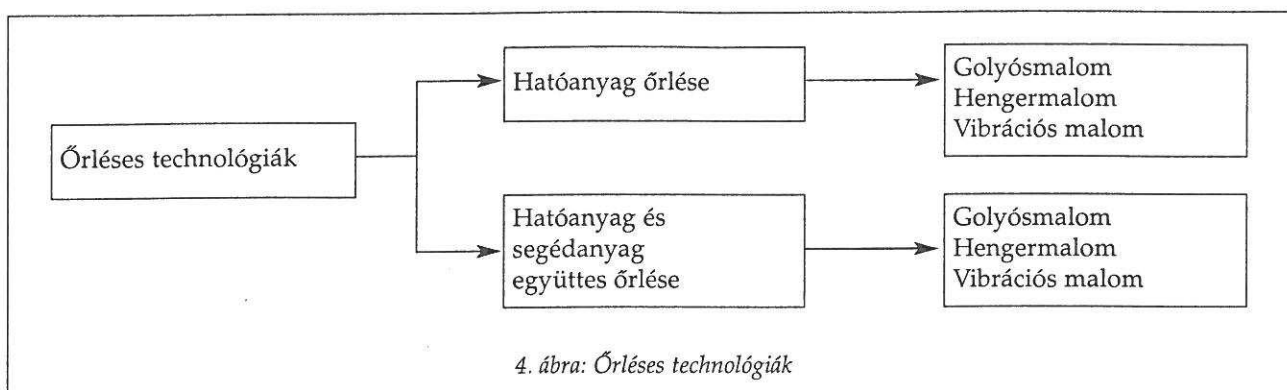 Őrléses technológiák
Hatóanyag őrlése
Golyósmalom
Hengermalom
Vibrációs malom
Hatóanyag és
segédanyag
együttes őrlése
Golyósmalom
Hengermalom
Vibrációs malom
4. ábra: Őrléses technológiák